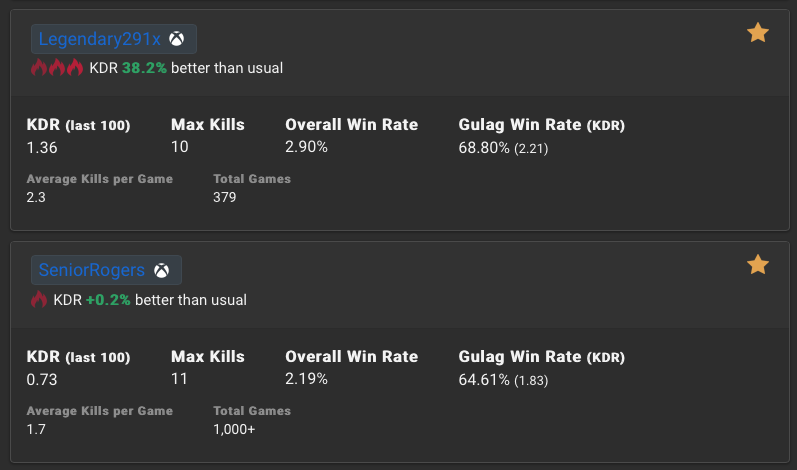 Legendary291x
KDR 38.2% better than usual
KDR (last 100) Max Kills Overall Win Rate Gulag Win Rate (KDR)
1.36 10 2.90% 68.80% (2.21)
Average Kills per Game Total Games
2.3 379
SeniorRogers
KDR +0.2% better than usual
KDR (last 100) Max Kills Overall Win Rate Gulag Win Rate (KDR)
0.73 11 2.19% 64.61% (1.83)
Average Kills per Game Total Games
1.7 1,000+